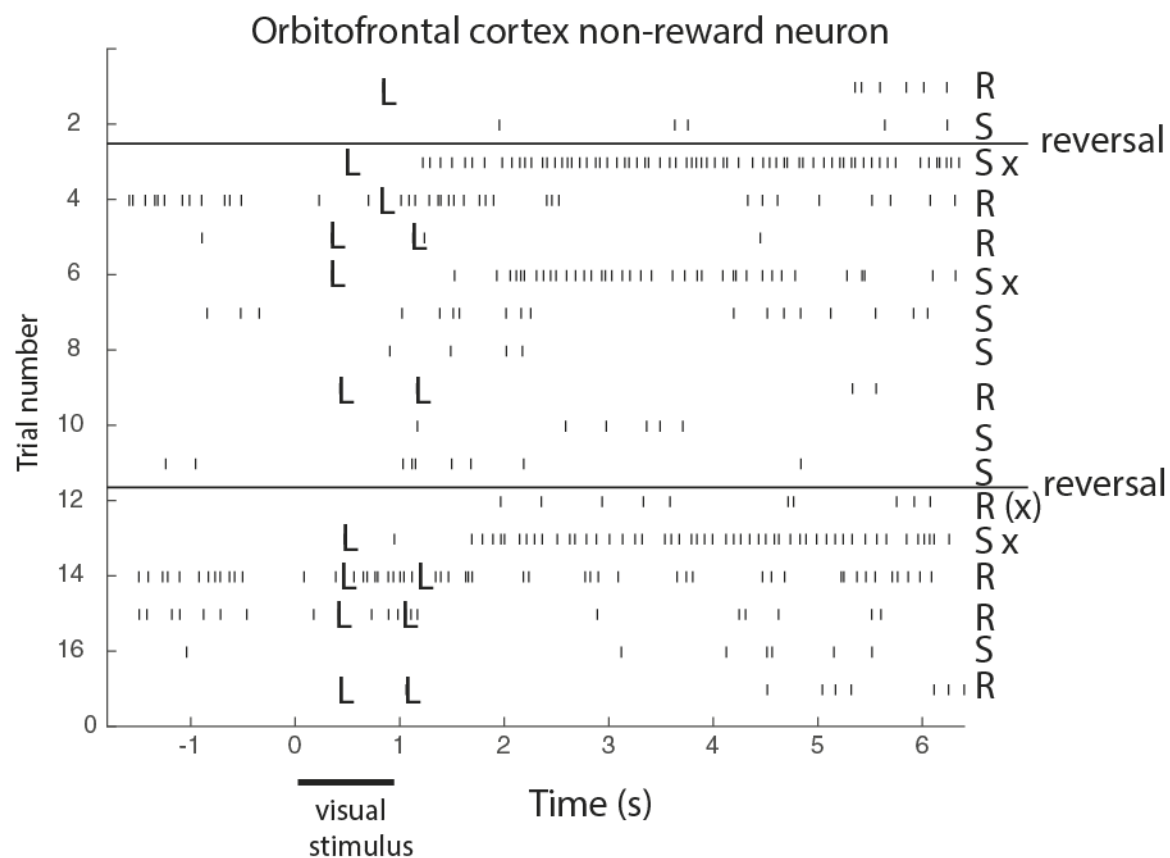 Orbitofrontal cortex non-reward neuron
L R
2 S
reversal
L S x
4 L R
L L R
6 L S x
S
8 S
L L R
10 S
S
reversal
12 R (x)
L S x
14 L L R
L L R
16 S
L L R
0
Trial number
-1 0 1 2 3 4 5 6
Time (s)
visual
stimulus